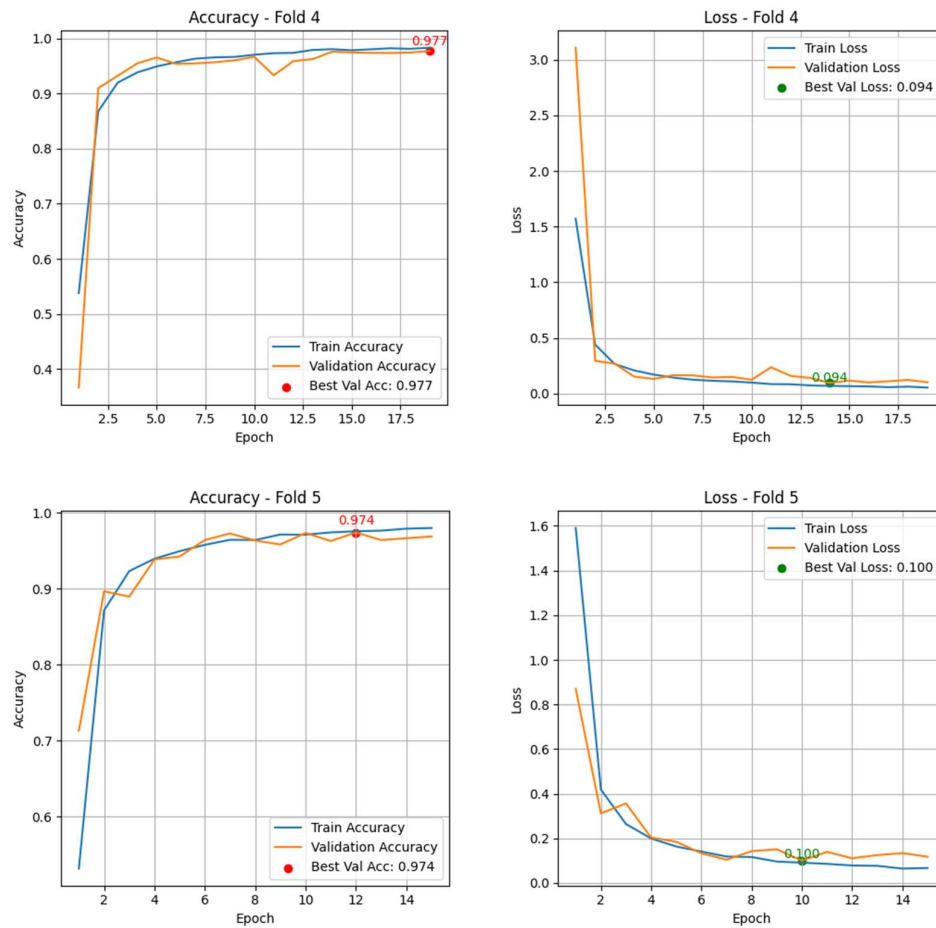 Accuracy - Fold 4
1.0
0.9
0.8
0.7
0.6
0.5
0.4
Accuracy
0.977
Train Accuracy
Validation Accuracy
Best Val Acc: 0.977
2.5 5.0 7.5 10.0 12.5 15.0 17.5
Epoch
Loss - Fold 4
3.0
2.5
2.0
1.5
1.0
0.5
0.0
Loss
Train Loss
Validation Loss
Best Val Loss: 0.094
0.094
2.5 5.0 7.5 10.0 12.5 15.0 17.5
Epoch
Accuracy - Fold 5
1.0
0.9
0.8
0.7
0.6
Accuracy
0.974
Train Accuracy
Validation Accuracy
Best Val Acc: 0.974
2 4 6 8 10 12 14
Epoch
Loss - Fold 5
1.6
1.4
1.2
1.0
0.8
0.6
0.4
0.2
0.0
Loss
Train Loss
Validation Loss
Best Val Loss: 0.100
0.100
2 4 6 8 10 12 14
Epoch